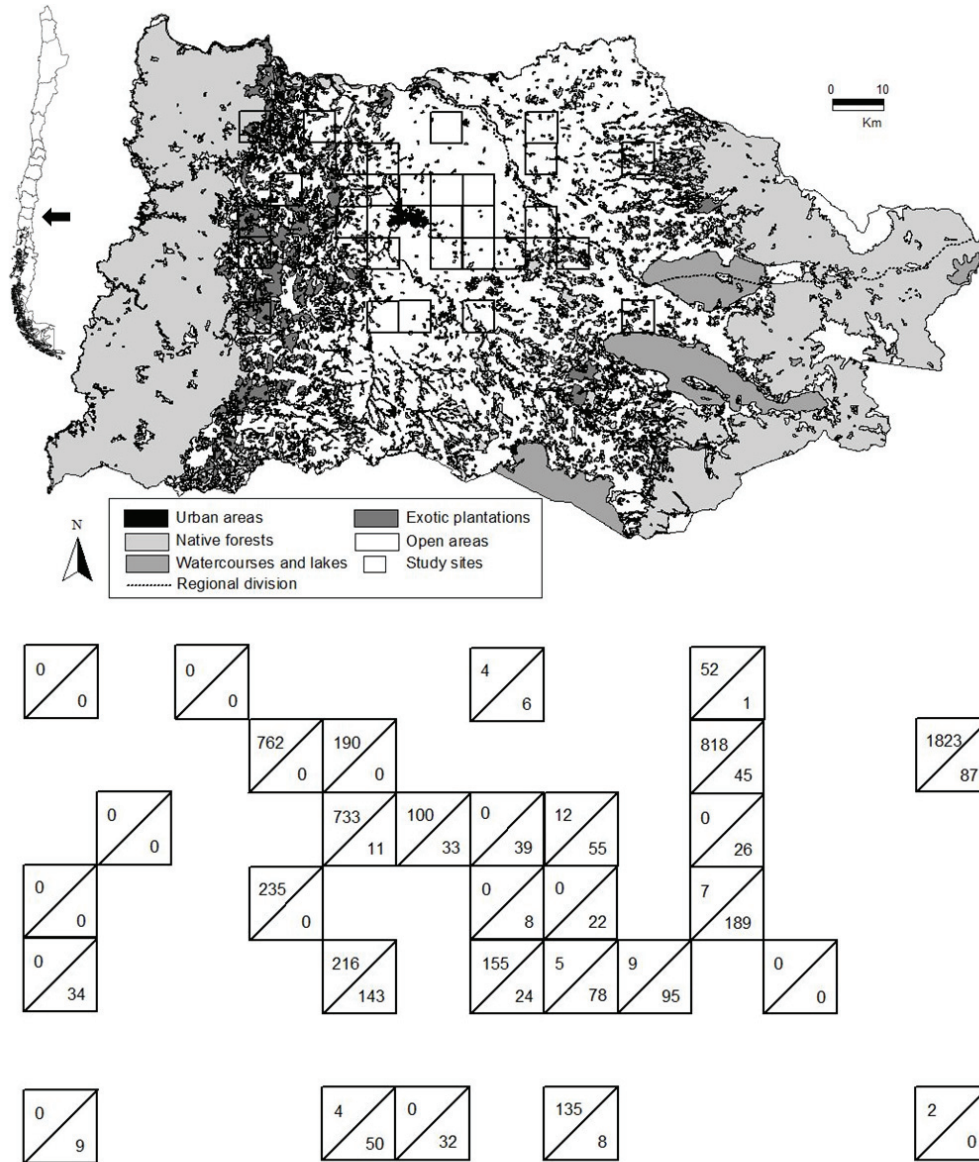 0 10
Km
N
Urban areas Exotic plantations
Native forests Open areas
Watercourses and lakes Study sites
Regional division
0 0 4 52
0 0 6 1
762 190 818 1823
0 0 45 87
0 733 100 0 12 0
0 11 33 39 55 26
0 235 0 0 7
0 0 8 22 189
0 216 155 5 9 0
34 143 24 78 95 0
0 4 0 135 2
9 50 32 8 0